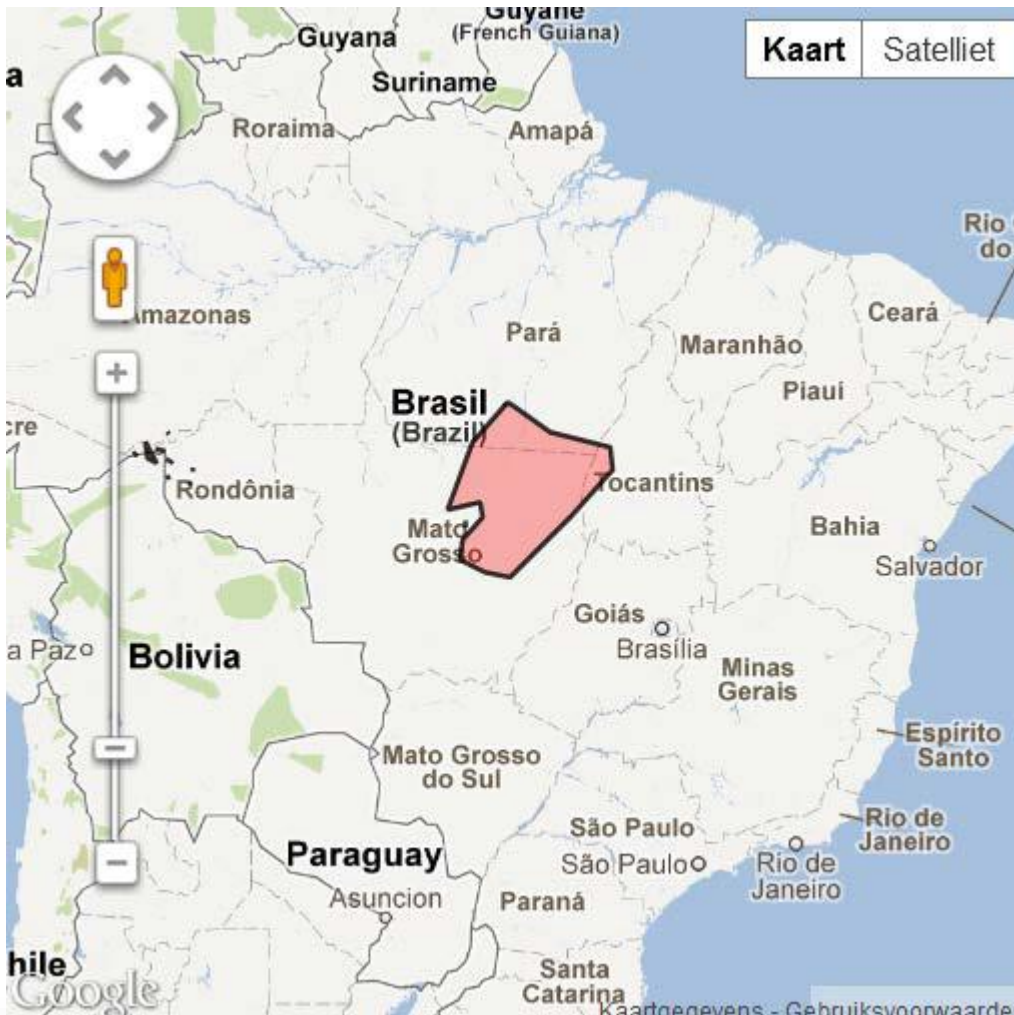 Guyane
(French Guiana)
Guyana
Kaart
Satelliet
a
Suriname
Roraima
Amapá
Rio
do
Amazonas
Ceará
Pará
Maranhão
Piauí
Brasil
(Brazil)
cre
Rondônia
Tocantins
Mato
Grosso
Bahia
Salvador
Goiás
Brasília
a Paz
Bolivia
Minas
Gerais
Espírito
Santo
Mato Grosso
do Sul
São Paulo
Rio de
Janeiro
Paraguay
São Paulo
Rio de
Janeiro
Asuncion
Paraná
hile
Google
Santa
Catarina
Kaartgegevens - Gebruiksvoorwaarde